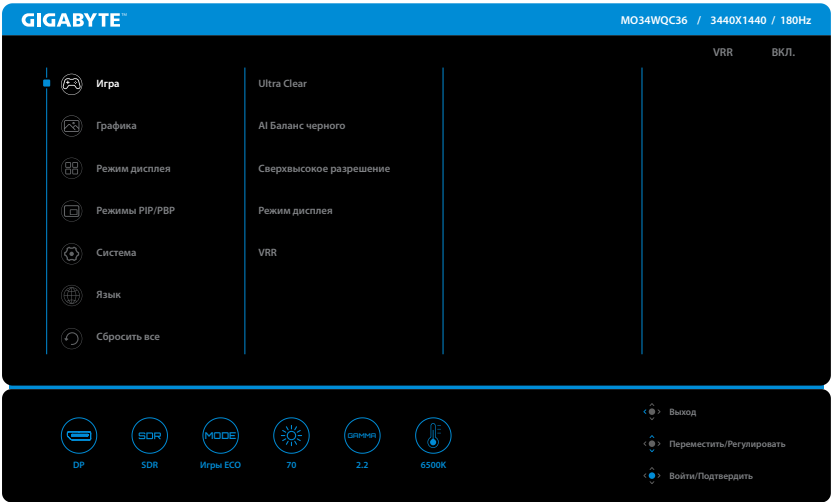 GIGABYTE™
MO34WQC36 / 3440X1440 / 180Hz
VRR ВКЛ.
Игра
Графика
Режим дисплея
Режимы PIP/PBP
Система
Язык
Сбросить все
Ultra Clear
AI Баланс черного
Сверхвысокое разрешение
Режим дисплея
VRR
SDR
MODE
GAMMA
DP
SDR
Игры ECO
70
2.2
6500K
Выход
Переместить/Регулировать
Войти/Подтвердить